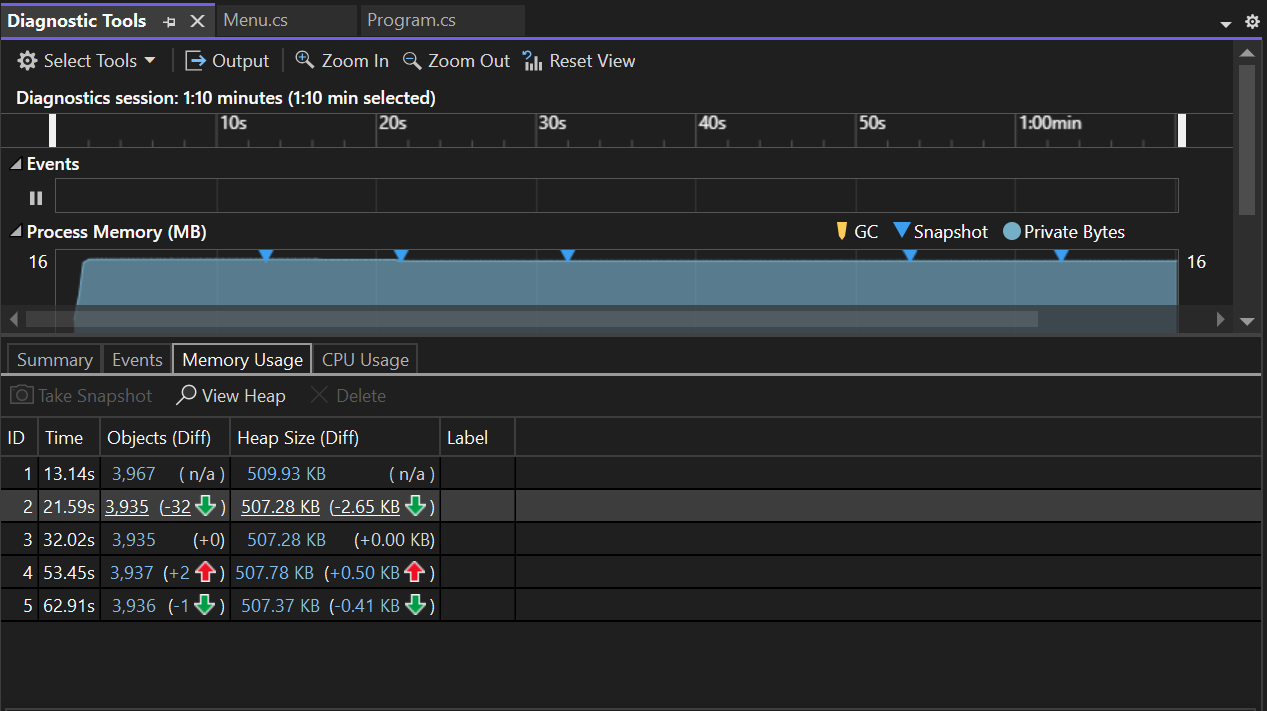 Diagnostic Tools Menu.cs Program.cs
Select Tools Output Zoom In Zoom Out Reset View
Diagnostics session: 1:10 minutes (1:10 min selected)
10s 20s 30s 40s 50s 1:00min
Events
Process Memory (MB) GC Snapshot Private Bytes
16 16
Summary Events Memory Usage CPU Usage
Take Snapshot View Heap Delete
ID Time Objects (Diff) Heap Size (Diff) Label
1 13.14s 3,967 ( n/a ) 509.93 KB ( n/a )
2 21.59s 3,935 (-32 ) 507.28 KB (-2.65 KB )
3 32.02s 3,935 (+0) 507.28 KB (+0.00 KB)
4 53.45s 3,937 (+2 ) 507.78 KB (+0.50 KB )
5 62.91s 3,936 (-1 ) 507.37 KB (-0.41 KB )